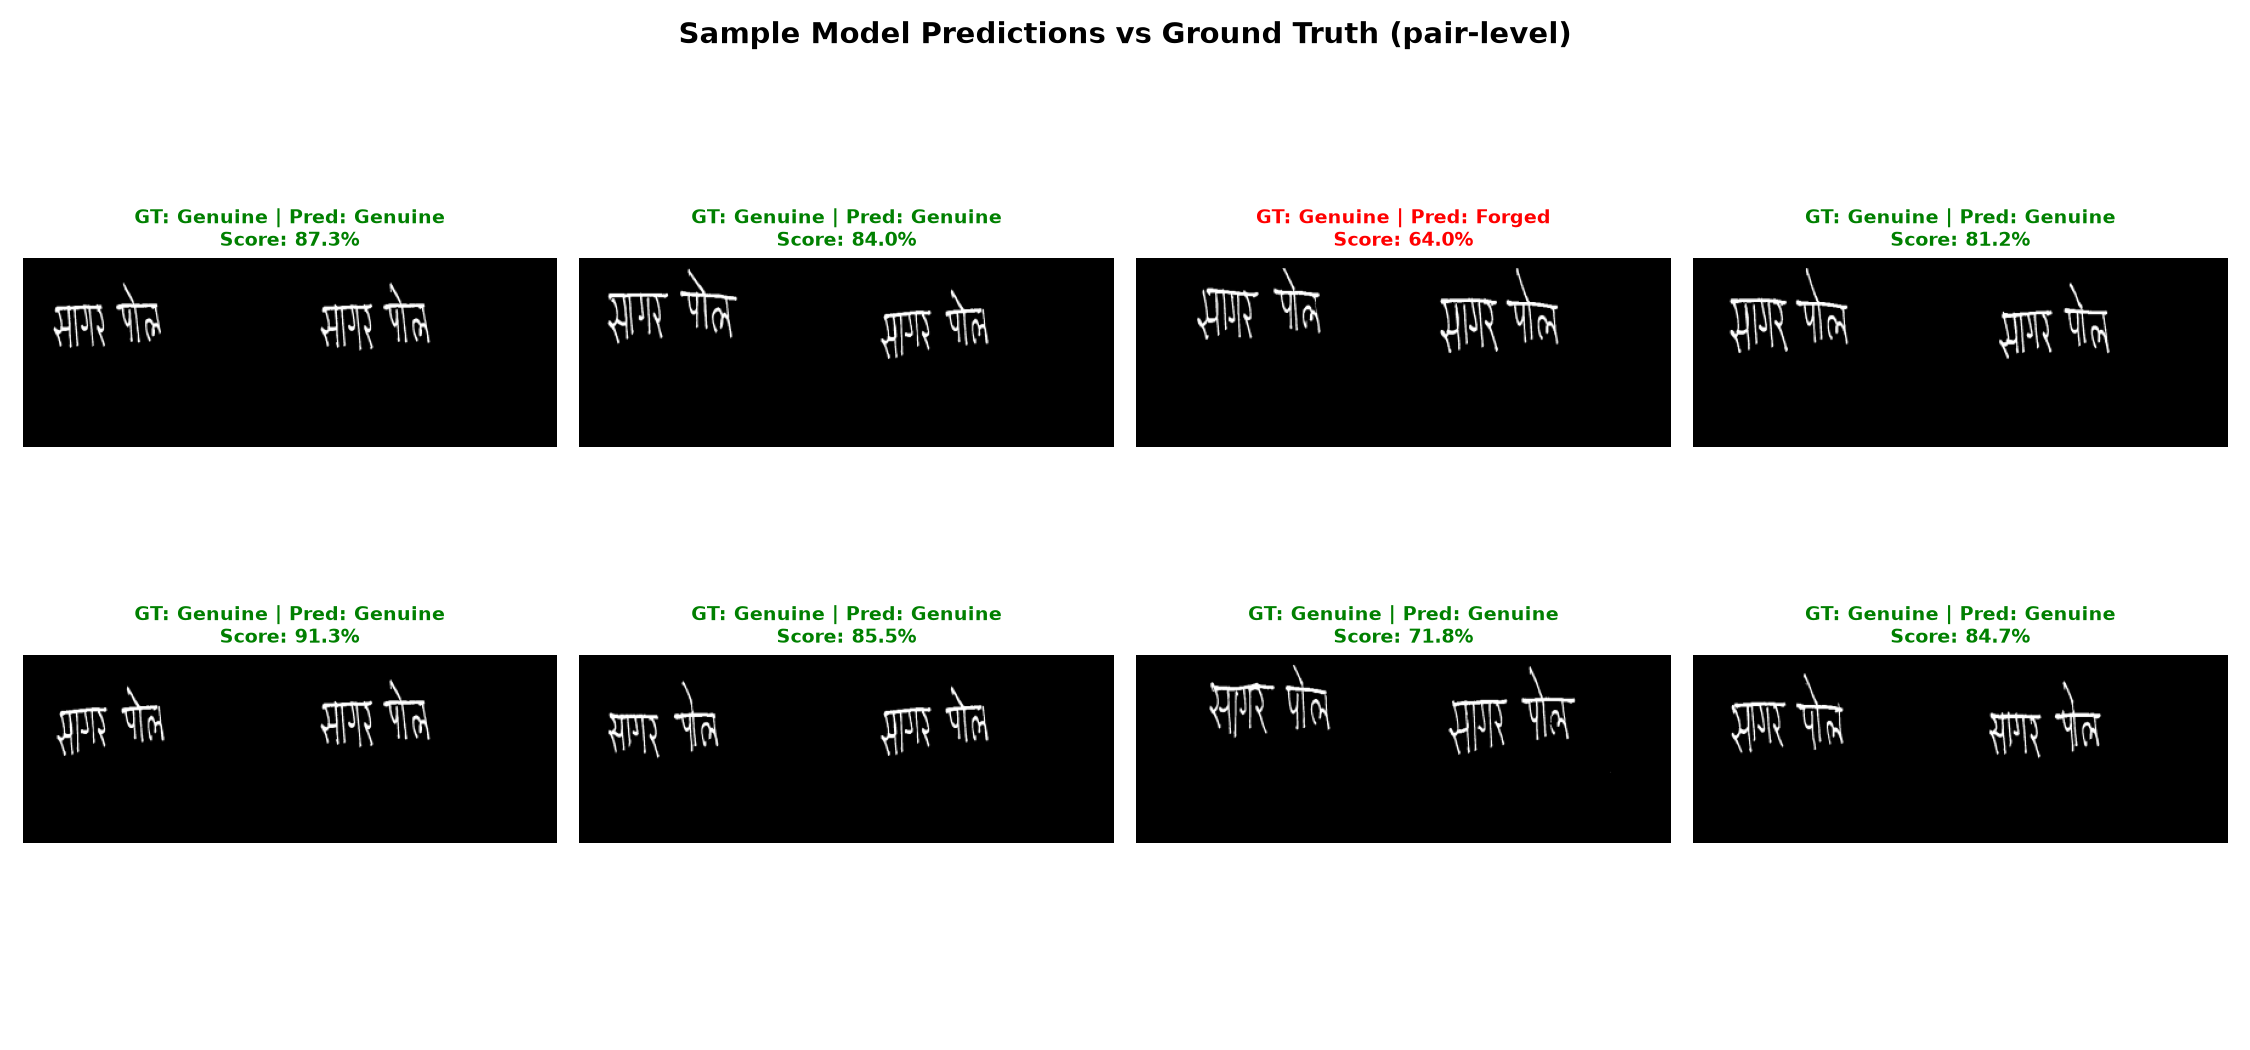 Sample Model Predictions vs Ground Truth (pair-level)
GT: Genuine | Pred: Genuine
Score: 87.3%
सागर पोल सागर पोल
GT: Genuine | Pred: Genuine
Score: 84.0%
सागर पोल सागर पोल
GT: Genuine | Pred: Forged
Score: 64.0%
सागर पोल सागर पोल
GT: Genuine | Pred: Genuine
Score: 81.2%
सागर पोल सागर पोल
GT: Genuine | Pred: Genuine
Score: 91.3%
सागर पोल सागर पोल
GT: Genuine | Pred: Genuine
Score: 85.5%
सागर पोल सागर पोल
GT: Genuine | Pred: Genuine
Score: 71.8%
सागर पोल सागर पोल
GT: Genuine | Pred: Genuine
Score: 84.7%
सागर पोल सागर पोल